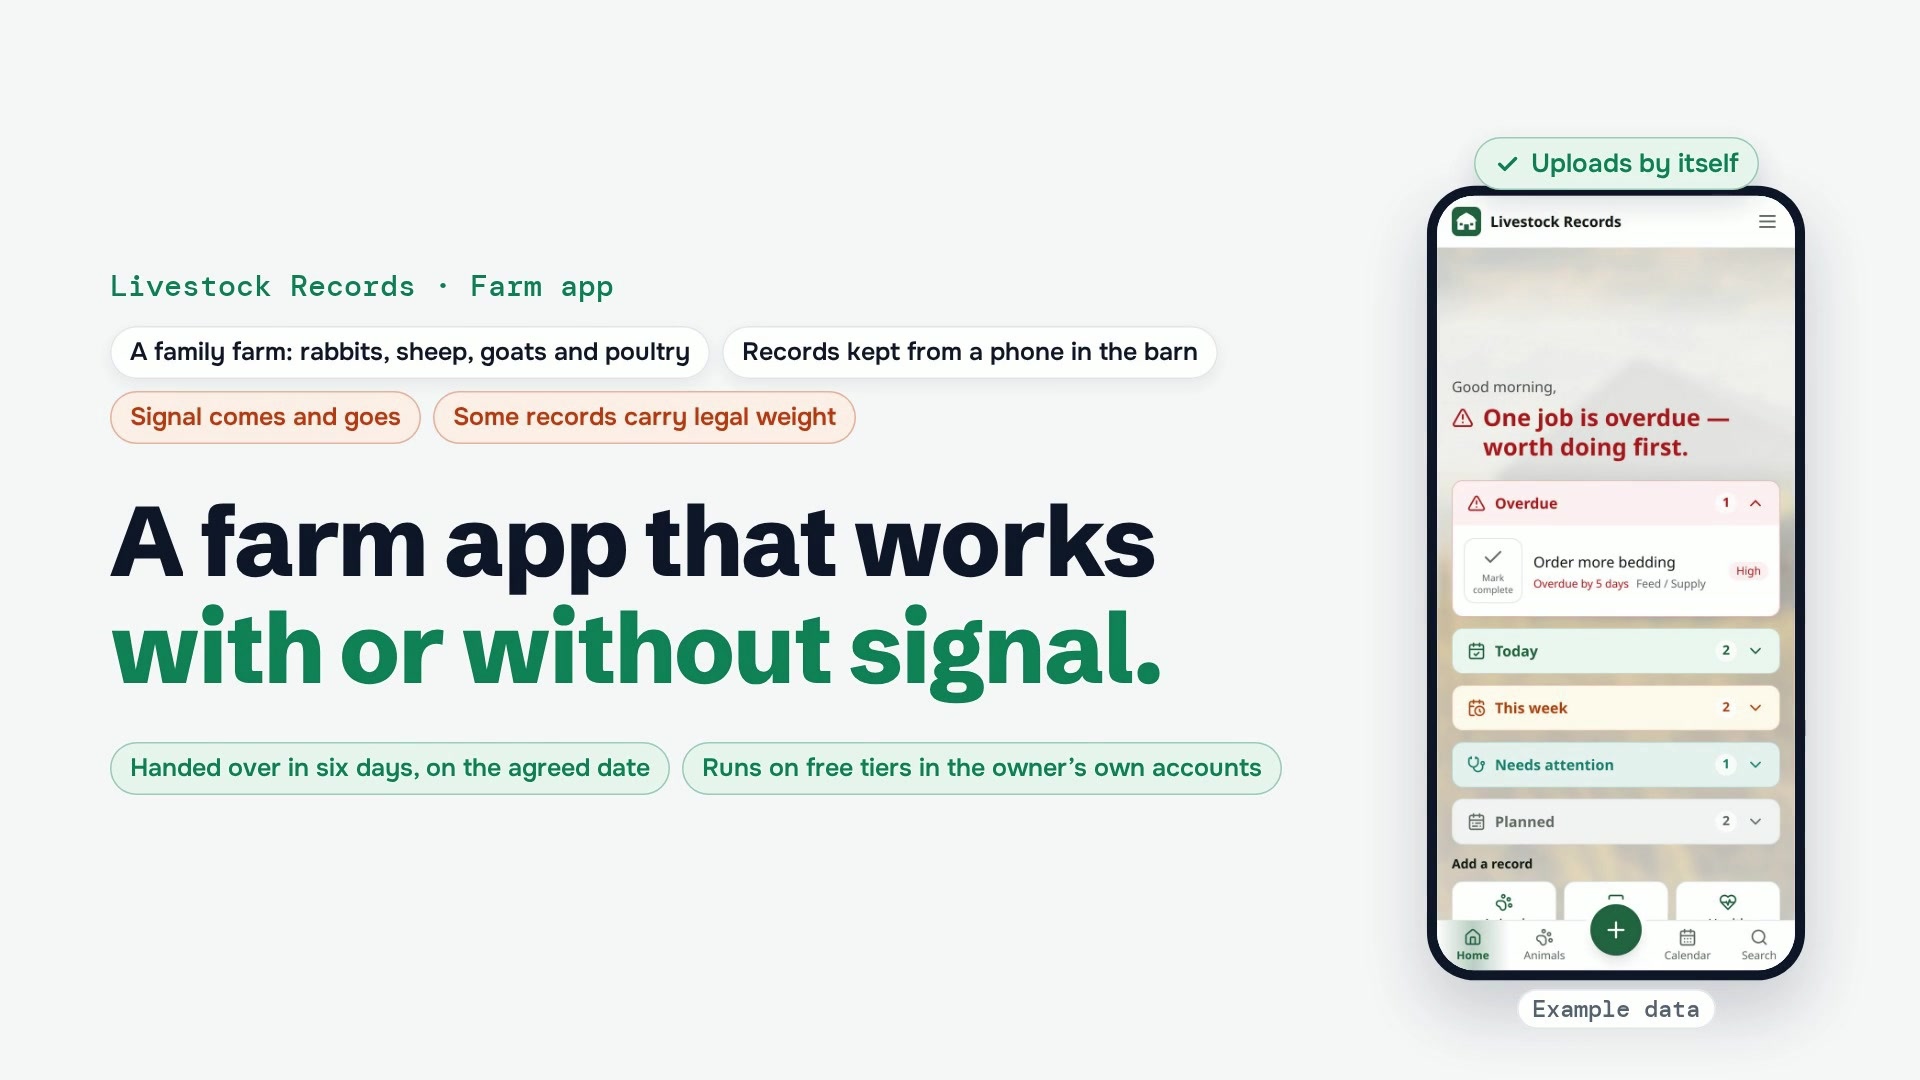 Livestock Records · Farm app
A family farm: rabbits, sheep, goats and poultry
Records kept from a phone in the barn
Signal comes and goes
Some records carry legal weight
A farm app that works
with or without signal.
Handed over in six days, on the agreed date
Runs on free tiers in the owner’s own accounts
Uploads by itself
Livestock Records
Good morning,
One job is overdue —
worth doing first.
Overdue 1
Mark
complete
Order more bedding
Overdue by 5 days Feed / Supply
High
Today 2
This week 2
Needs attention 1
Planned 2
Add a record
Home
Animals
Calendar
Search
Example data